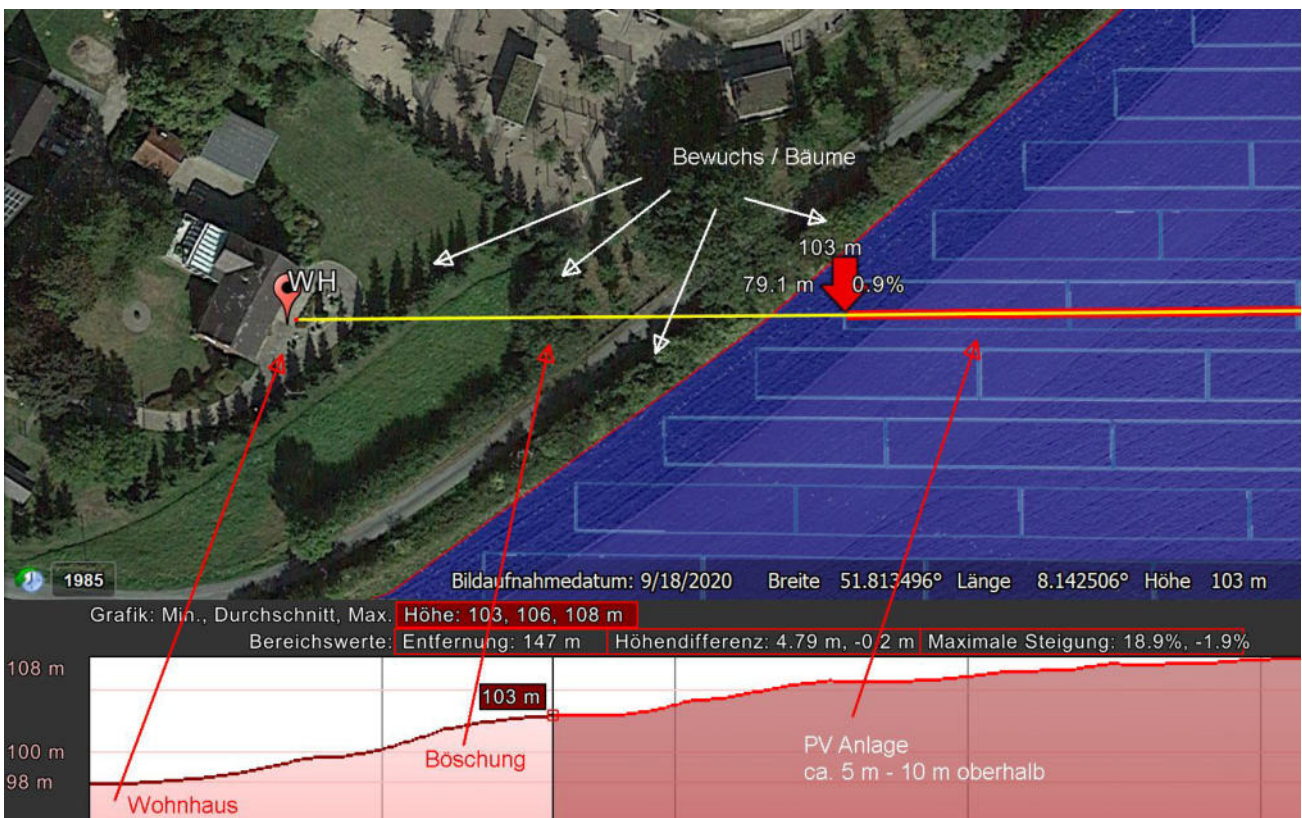 Bewuchs / Bäume
103 m
79.1 m 0.9%
WH
1985
Bildaufnahmedatum: 9/18/2020 Breite 51.813496° Länge 8.142506° Höhe 103 m
Grafik: Min., Durchschnitt, Max. Höhe: 103, 106, 108 m
Bereichswerte: Entfernung: 147 m Höhendifferenz: 4.79 m, -0.2 m Maximale Steigung: 18.9%, -1.9%
108 m
103 m
100 m
98 m
Böschung
PV Anlage
ca. 5 m - 10 m oberhalb
Wohnhaus